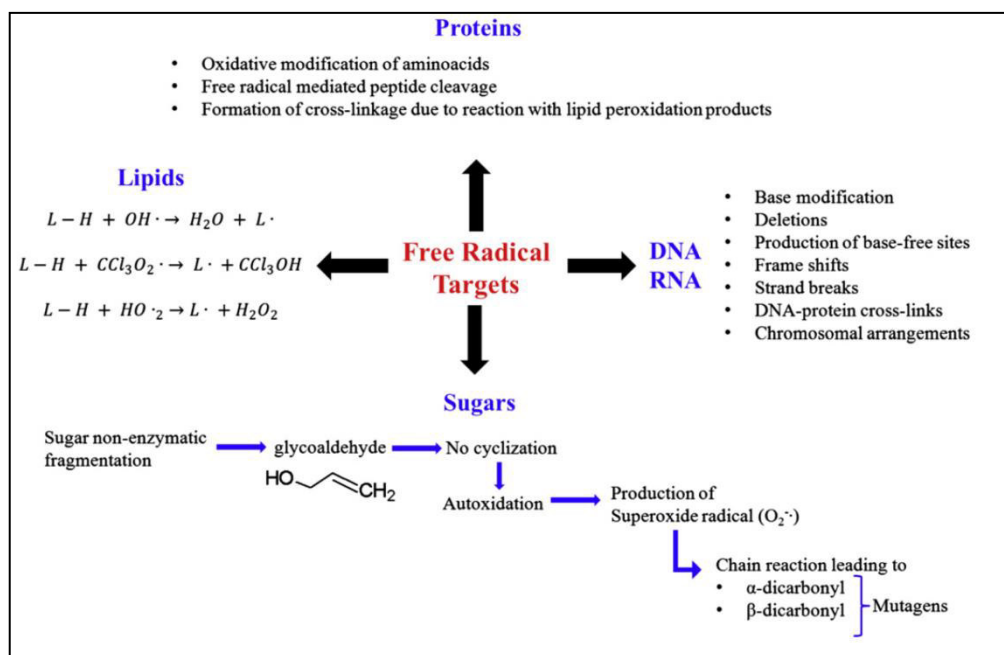 Proteins
• Oxidative modification of aminoacids
• Free radical mediated peptide cleavage
• Formation of cross-linkage due to reaction with lipid peroxidation products
Lipids
L − H + OH · → H₂O + L ·
L − H + CCl₃O₂ · → L · + CCl₃OH
L − H + HO ·₂ → L · + H₂O₂
Free Radical
Targets
DNA
RNA
• Base modification
• Deletions
• Production of base-free sites
• Frame shifts
• Strand breaks
• DNA-protein cross-links
• Chromosomal arrangements
Sugars
Sugar non-enzymatic
fragmentation
glycoaldehyde
HO
CH₂
No cyclization
Autoxidation
Production of
Superoxide radical (O₂⁻·)
Chain reaction leading to
• α-dicarbonyl
• β-dicarbonyl
Mutagens